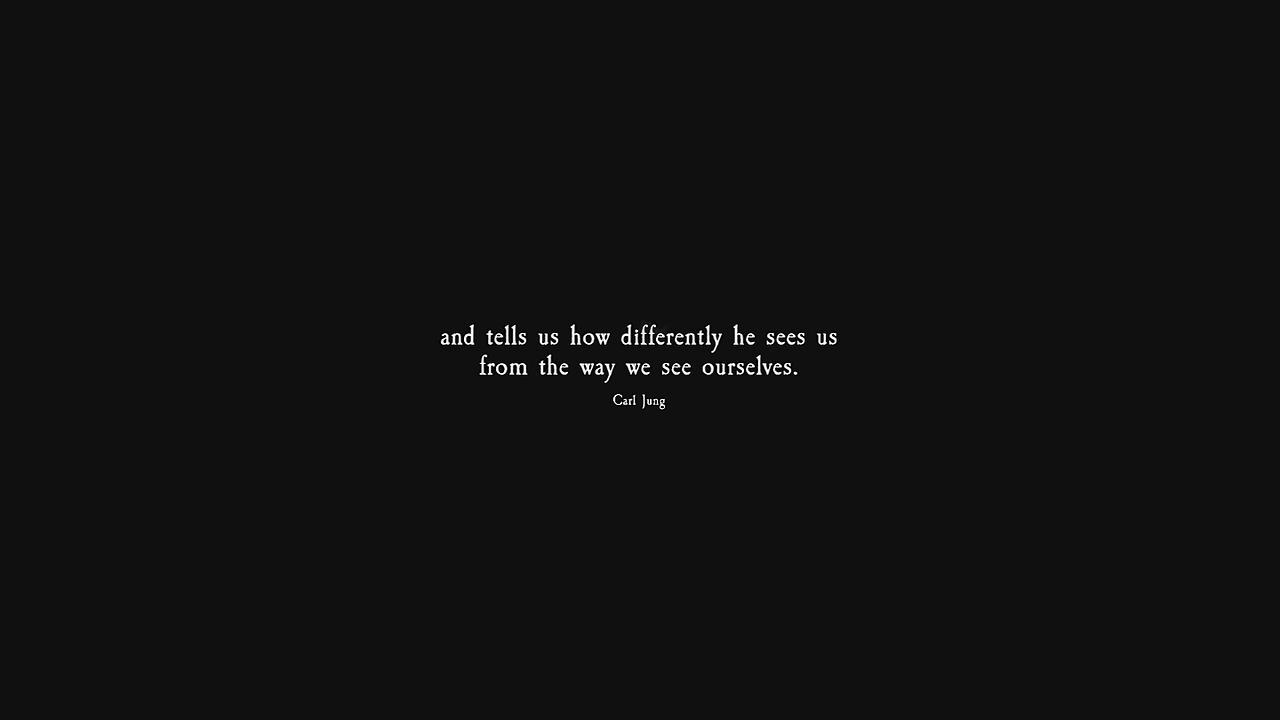 and tells us how differently he sees us
from the way we see ourselves.
Carl Jung